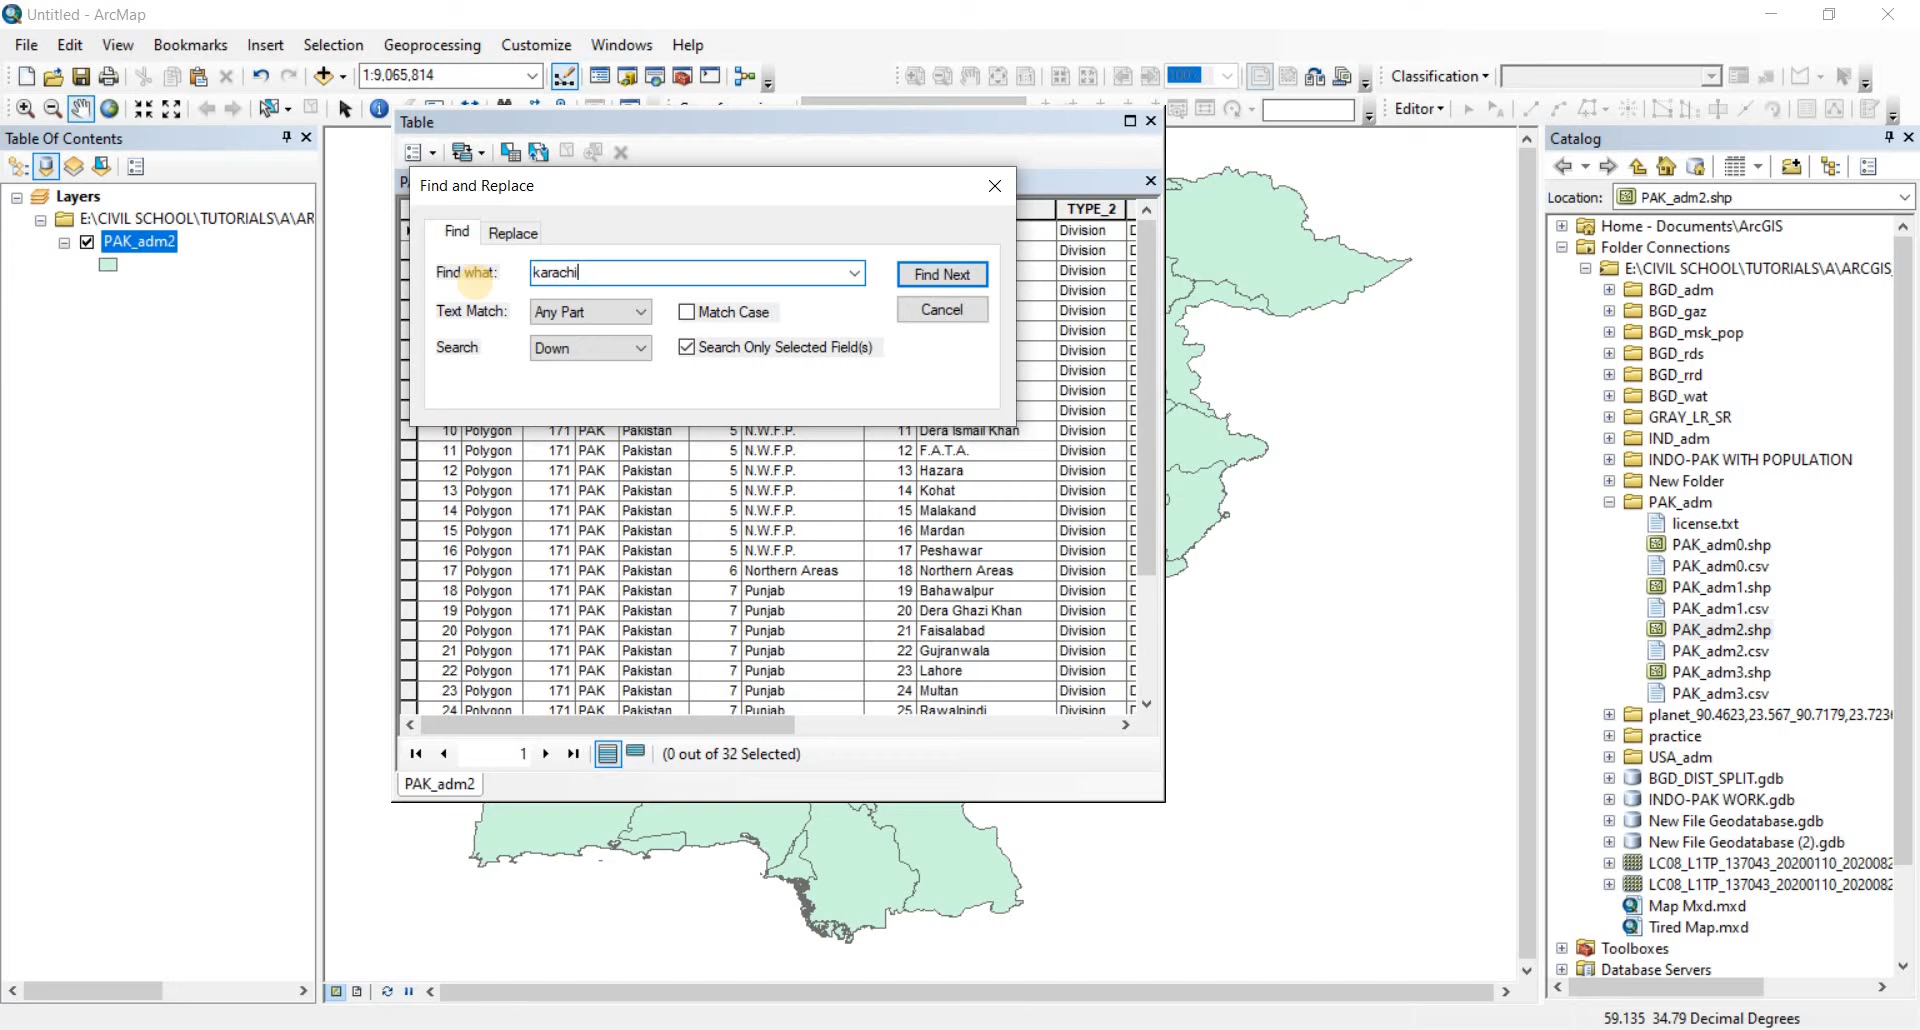 Untitled - ArcMap
File Edit View Bookmarks Insert Selection Geoprocessing Customize Windows Help
1:9,065,814 100% Classification
Editor
Table Of Contents
Layers
E:\CIVIL SCHOOL\TUTORIALS\A\AR
PAK_adm2
Table
Find and Replace
Find Replace
Find what: karachi Find Next
Text Match: Any Part Match Case Cancel
Search Down Search Only Selected Field(s)
TYPE_2
Division
Division
Division
Division
Division
Division
Division
Division
Division
Division
10 Polygon 171 PAK Pakistan 5 N.W.F.P. 11 Dera Ismail Khan Division
11 Polygon 171 PAK Pakistan 5 N.W.F.P. 12 F.A.T.A. Division
12 Polygon 171 PAK Pakistan 5 N.W.F.P. 13 Hazara Division
13 Polygon 171 PAK Pakistan 5 N.W.F.P. 14 Kohat Division
14 Polygon 171 PAK Pakistan 5 N.W.F.P. 15 Malakand Division
15 Polygon 171 PAK Pakistan 5 N.W.F.P. 16 Mardan Division
16 Polygon 171 PAK Pakistan 5 N.W.F.P. 17 Peshawar Division
17 Polygon 171 PAK Pakistan 6 Northern Areas 18 Northern Areas Division
18 Polygon 171 PAK Pakistan 7 Punjab 19 Bahawalpur Division
19 Polygon 171 PAK Pakistan 7 Punjab 20 Dera Ghazi Khan Division
20 Polygon 171 PAK Pakistan 7 Punjab 21 Faisalabad Division
21 Polygon 171 PAK Pakistan 7 Punjab 22 Gujranwala Division
22 Polygon 171 PAK Pakistan 7 Punjab 23 Lahore Division
23 Polygon 171 PAK Pakistan 7 Punjab 24 Multan Division
24 Polygon 171 PAK Pakistan 7 Punjab 25 Rawalpindi Division
1 (0 out of 32 Selected)
PAK_adm2
Catalog
Location: PAK_adm2.shp
Home - Documents\ArcGIS
Folder Connections
E:\CIVIL SCHOOL\TUTORIALS\A\ARCGIS
BGD_adm
BGD_gaz
BGD_msk_pop
BGD_rds
BGD_rrd
BGD_wat
GRAY_LR_SR
IND_adm
INDO-PAK WITH POPULATION
New Folder
PAK_adm
license.txt
PAK_adm0.shp
PAK_adm0.csv
PAK_adm1.shp
PAK_adm1.csv
PAK_adm2.shp
PAK_adm2.csv
PAK_adm3.shp
PAK_adm3.csv
planet_90.4623,23.567_90.7179,23.7236
practice
USA_adm
BGD_DIST_SPLIT.gdb
INDO-PAK WORK.gdb
New File Geodatabase.gdb
New File Geodatabase (2).gdb
LC08_L1TP_137043_20200110_2020082
LC08_L1TP_137043_20200110_2020082
Map Mxd.mxd
Tired Map.mxd
Toolboxes
Database Servers
59.135 34.79 Decimal Degrees